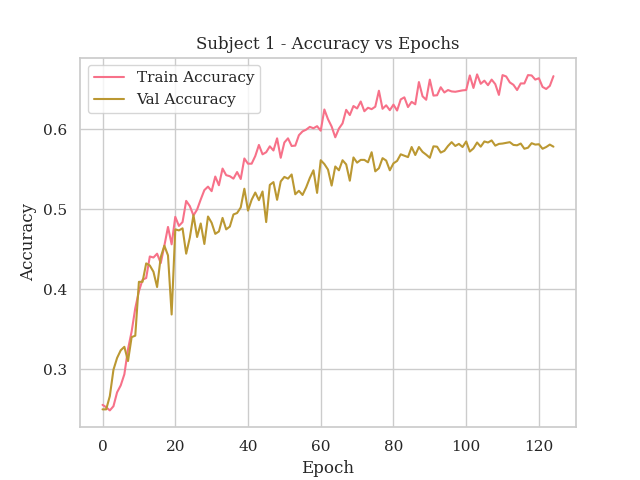 Subject 1 - Accuracy vs Epochs
Train Accuracy
Val Accuracy
0.6
0.5
0.4
0.3
Accuracy
0 20 40 60 80 100 120
Epoch